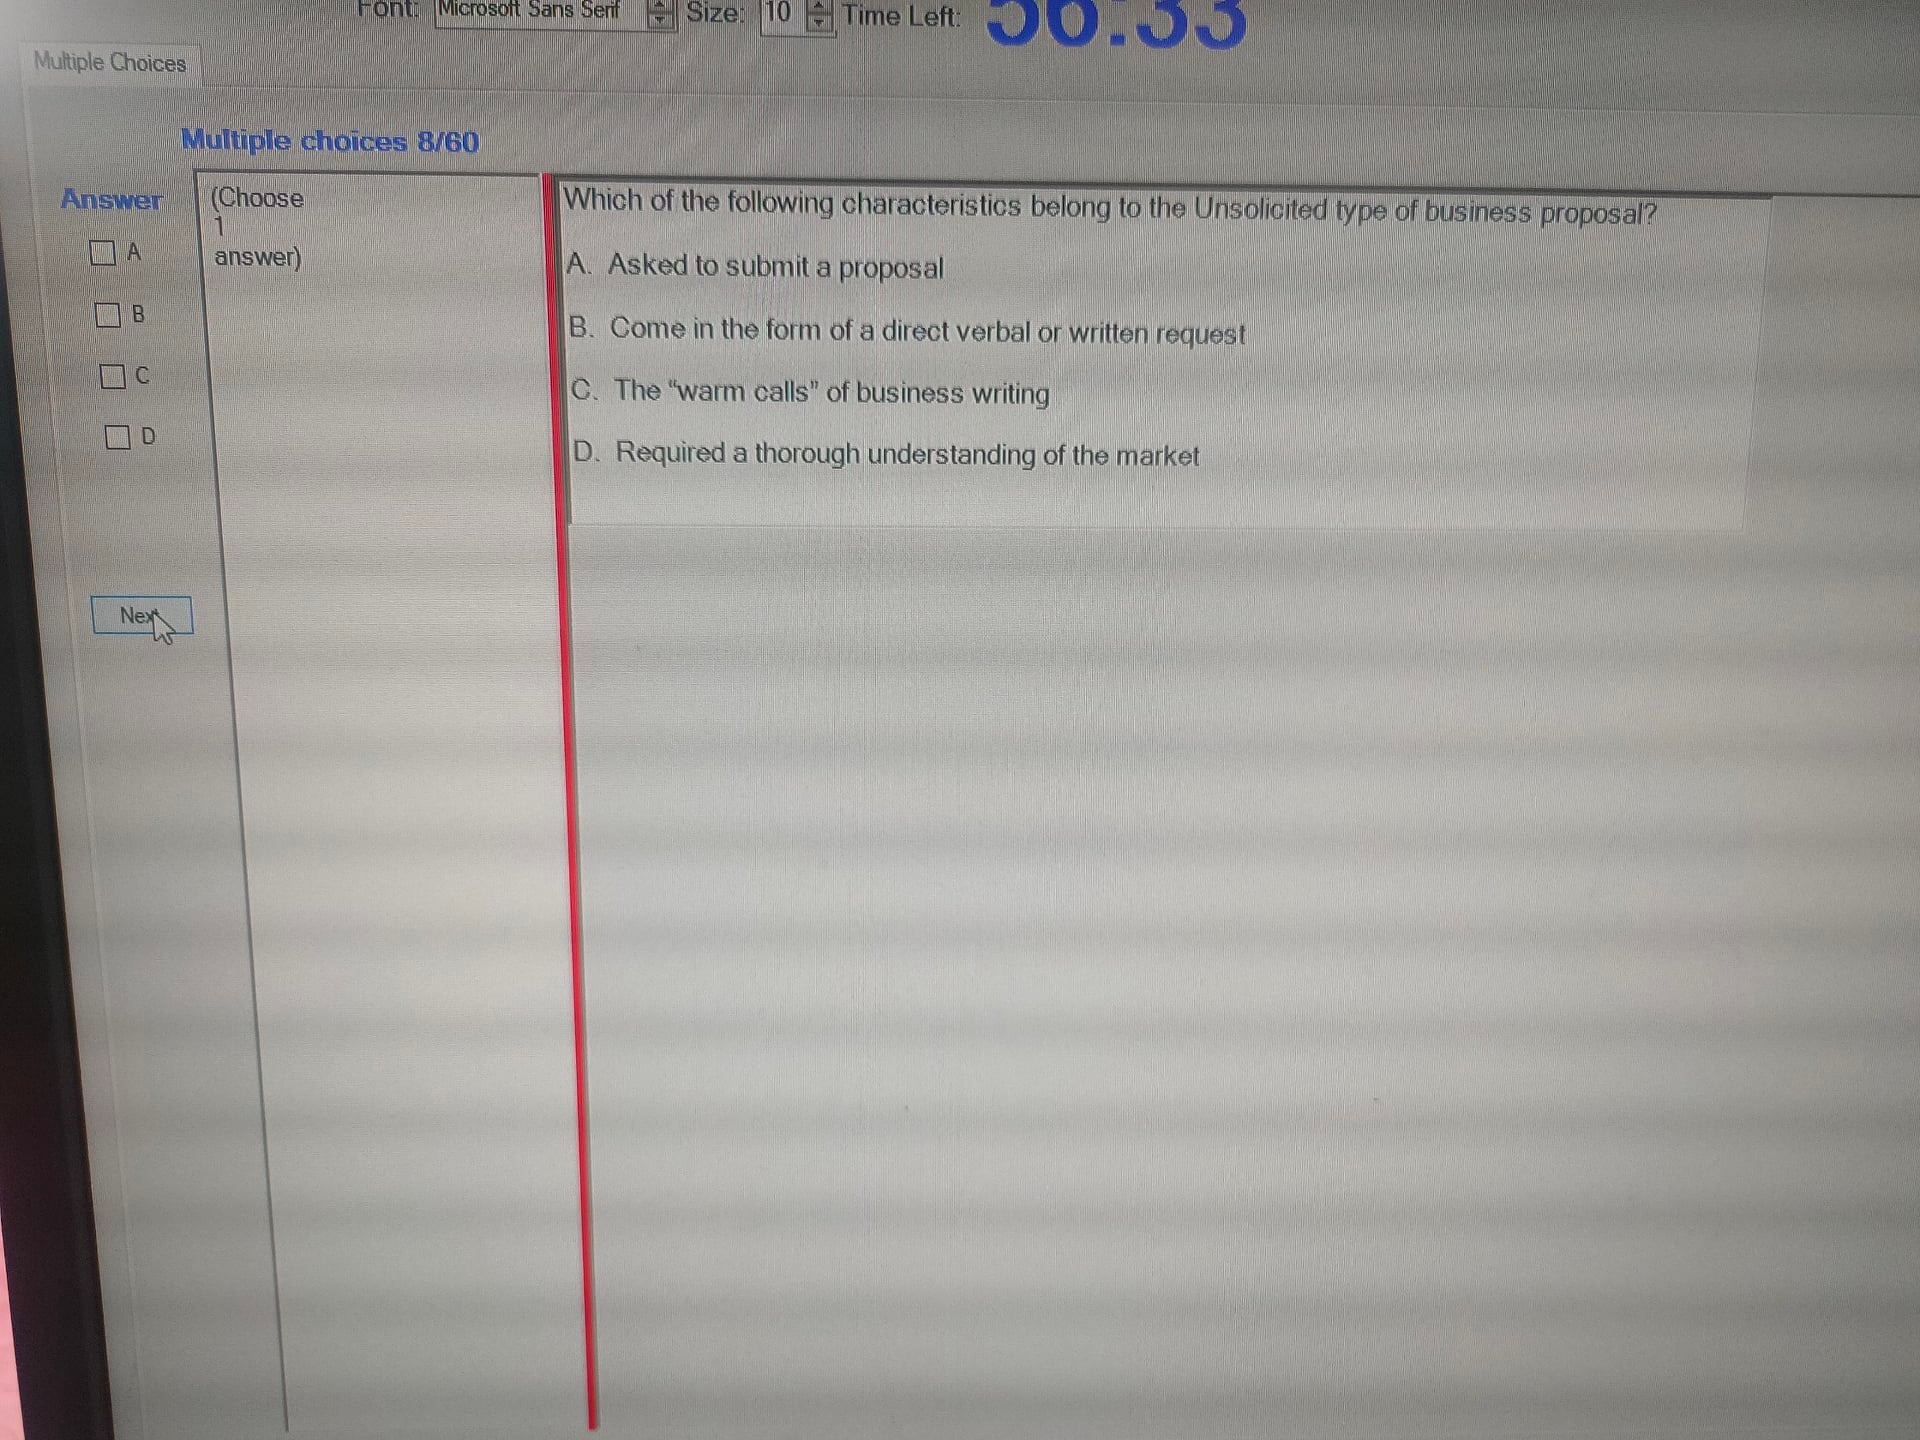 Font: Microsoft Sans Serif Size: 10 Time Left: 56:33
Multiple Choices
Multiple choices 8/60
Answer
A
B
C
D
Next
(Choose
1
answer)
Which of the following characteristics belong to the Unsolicited type of business proposal?
A. Asked to submit a proposal
B. Come in the form of a direct verbal or written request
C. The “warm calls” of business writing
D. Required a thorough understanding of the market